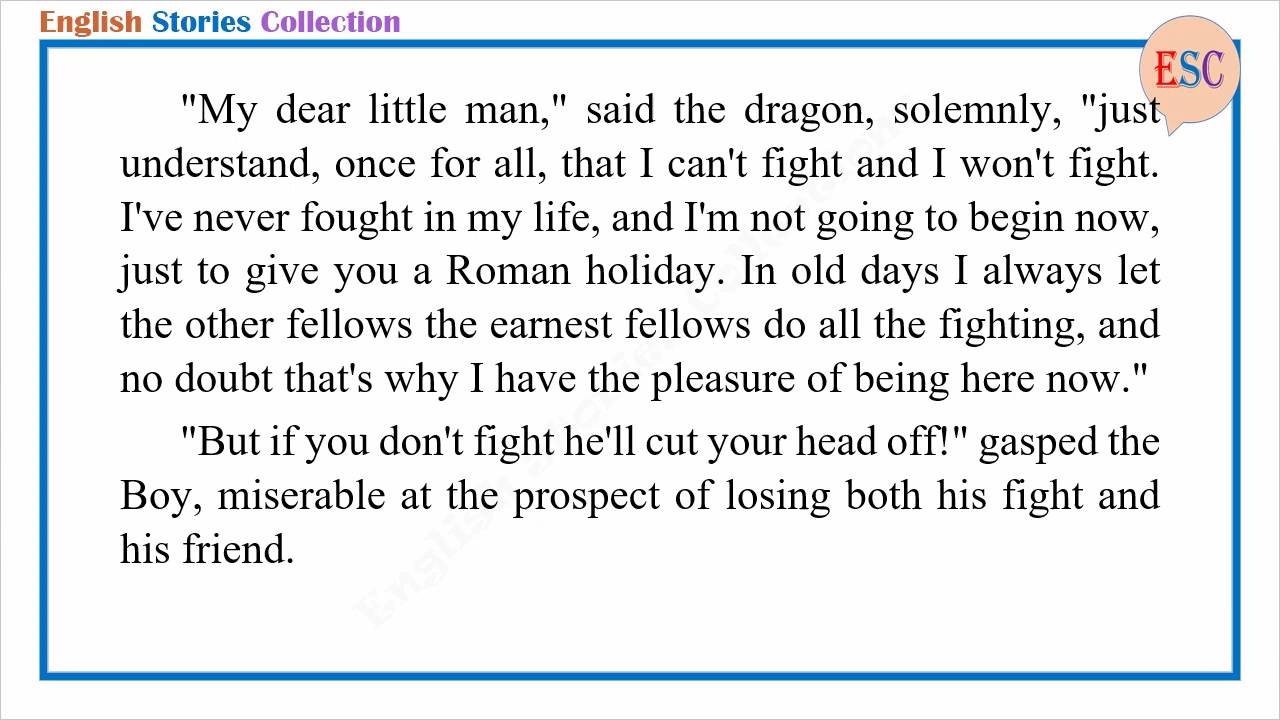 English Stories Collection
ESC
"My dear little man," said the dragon, solemnly, "just
understand, once for all, that I can't fight and I won't fight.
I've never fought in my life, and I'm not going to begin now,
just to give you a Roman holiday. In old days I always let
the other fellows the earnest fellows do all the fighting, and
no doubt that's why I have the pleasure of being here now."
"But if you don't fight he'll cut your head off!" gasped the
Boy, miserable at the prospect of losing both his fight and
his friend.
English Stories Collection